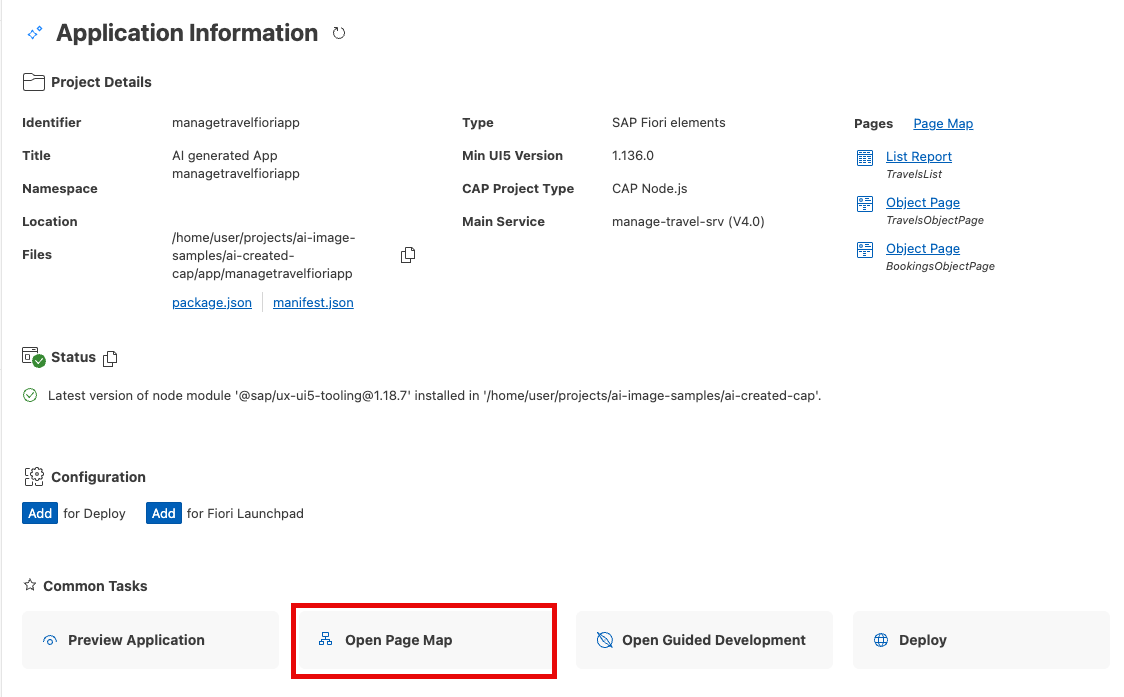 Application Information
Project Details
Identifier
managetravelfioriapp
Title
AI generated App
managetravelfioriapp
Namespace
Location
Files
/home/user/projects/ai-image-
samples/ai-created-
cap/app/managetravelfioriapp
package.json
manifest.json
Type
SAP Fiori elements
Min UI5 Version
1.136.0
CAP Project Type
CAP Node.js
Main Service
manage-travel-srv (V4.0)
Pages
Page Map
List Report
TravelsList
Object Page
TravelsObjectPage
Object Page
BookingsObjectPage
Status
Latest version of node module '@sap/ux-ui5-tooling@1.18.7' installed in '/home/user/projects/ai-image-samples/ai-created-cap'.
Configuration
Add for Deploy
Add for Fiori Launchpad
Common Tasks
Preview Application
Open Page Map
Open Guided Development
Deploy